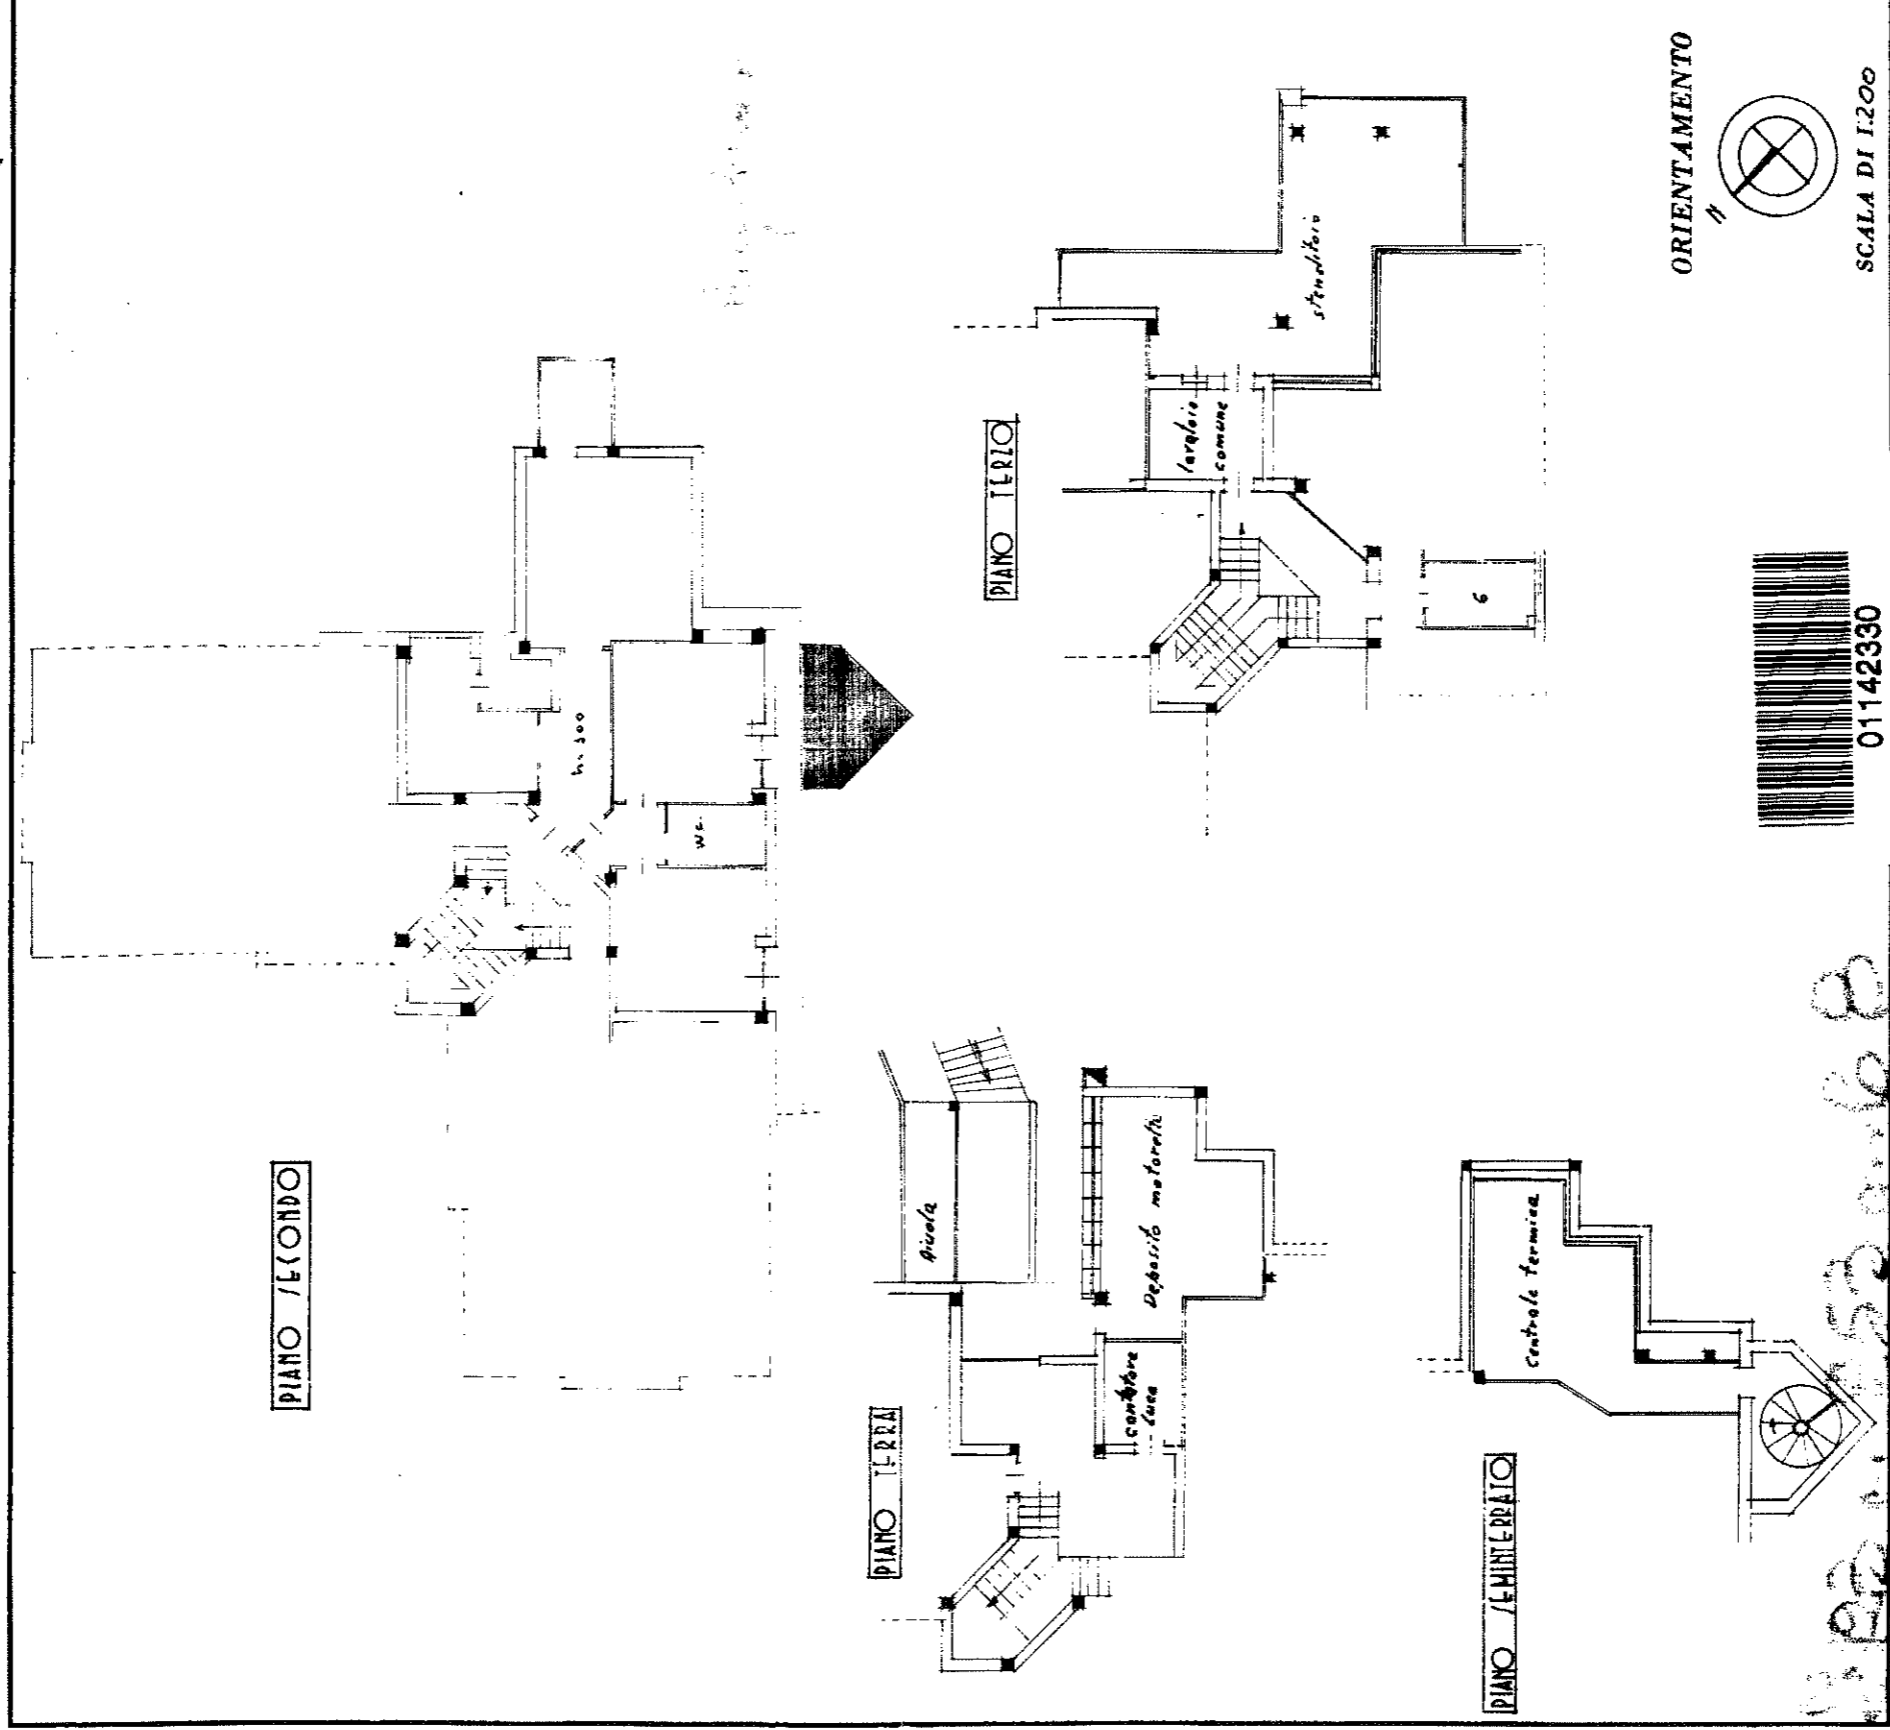 PIANO SECONDO
h. 300
wc.
PIANO TERZO
lavatoio
comune
stenditoio
6
PIANO TERRA
Aiuola
Deposito motorette
contatore
luce
PIANO SEMINTERRATO
Centrale termica
ORIENTAMENTO
N
SCALA DI 1:200
01142330